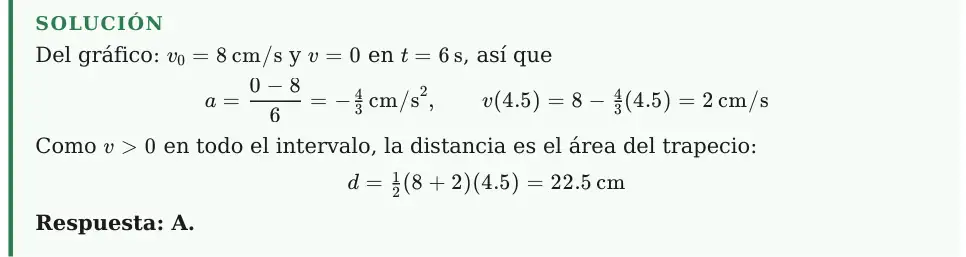 SOLUCIÓN
Del gráfico: v₀ = 8 cm/s y v = 0 en t = 6 s, así que
a = (0 − 8)/6 = −4/3 cm/s², v(4.5) = 8 − 4/3(4.5) = 2 cm/s
Como v > 0 en todo el intervalo, la distancia es el área del trapecio:
d = 1/2(8 + 2)(4.5) = 22.5 cm
Respuesta: A.